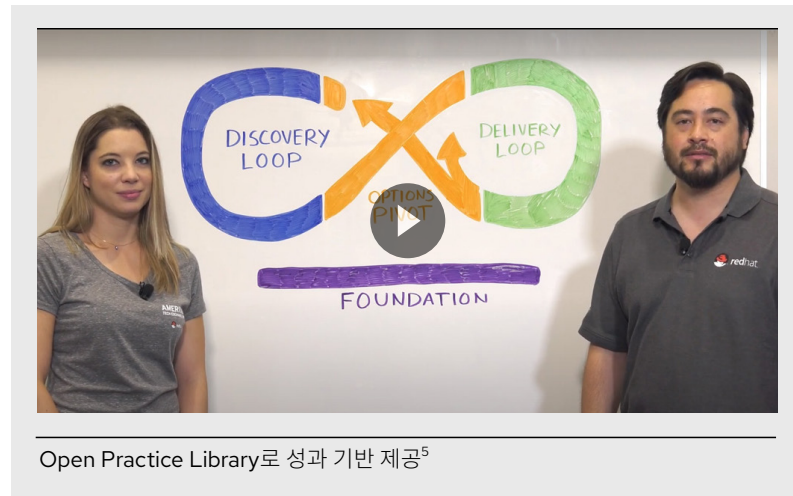 DISCOVERY
LOOP
DELIVERY
LOOP
OPTIONS
PIVOT
FOUNDATION
redhat.
Open Practice Library로 성과 기반 제공⁵